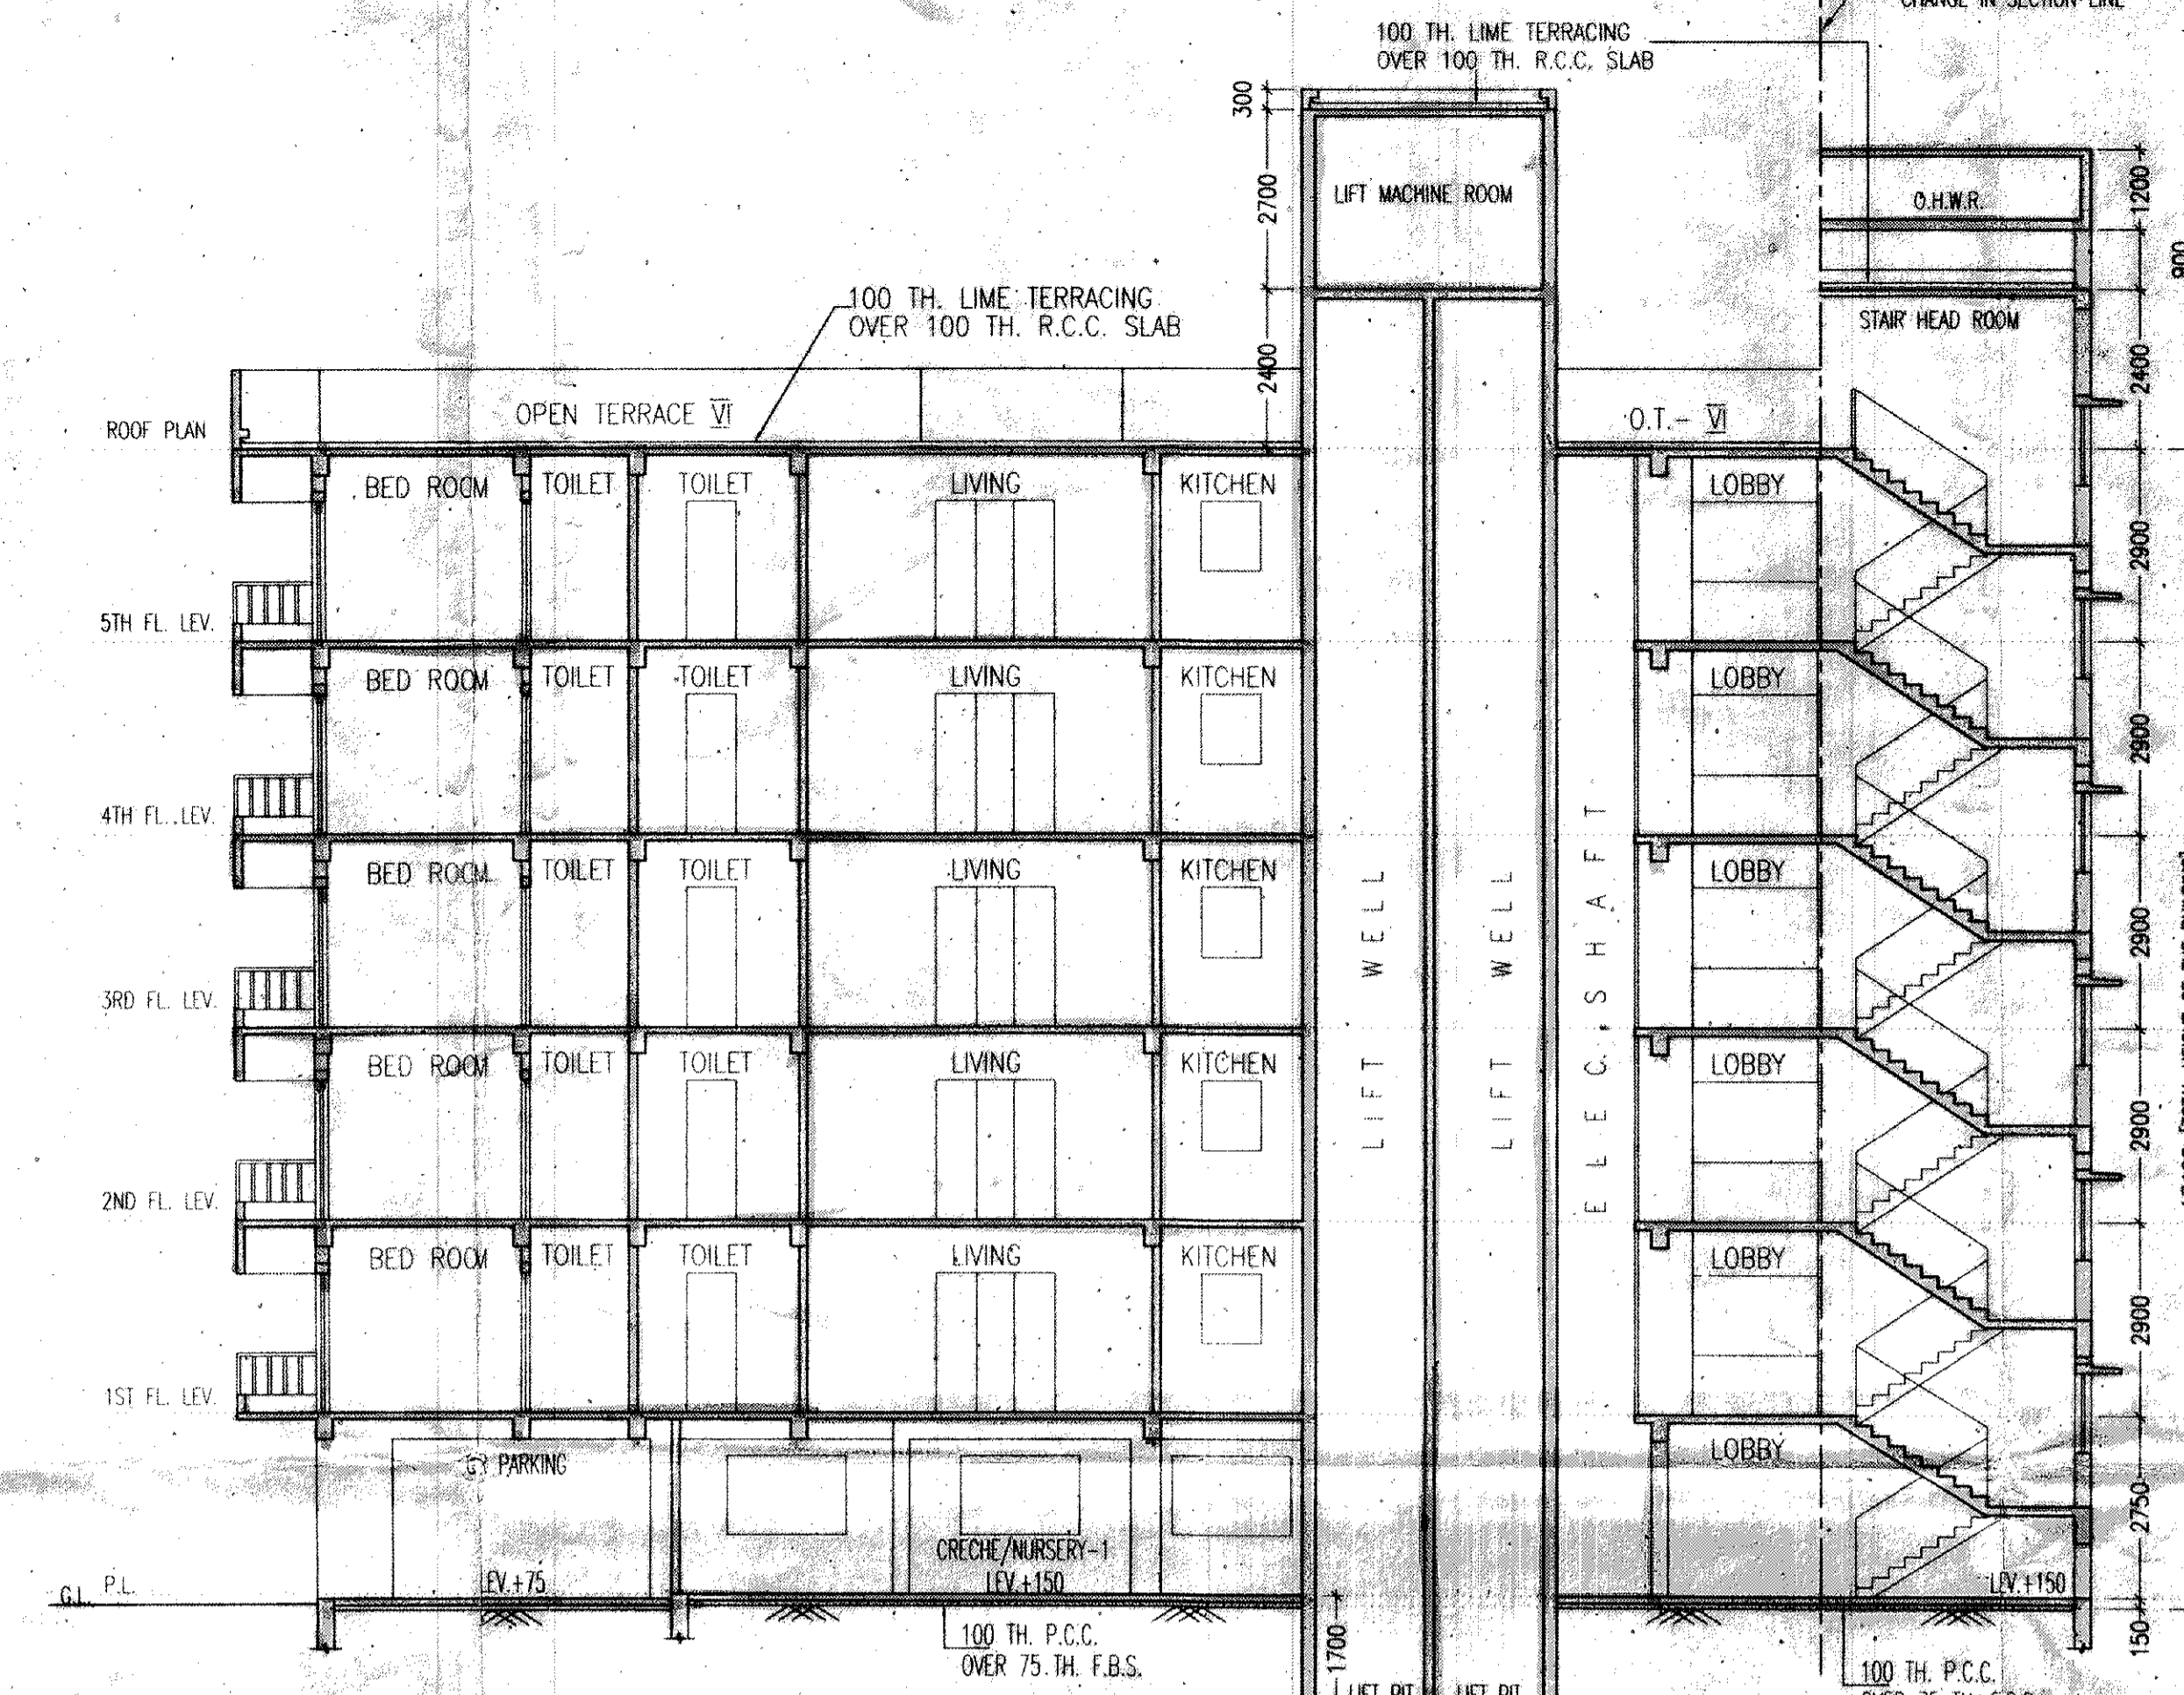 100 TH. LIME TERRACING
OVER 100 TH. R.C.C. SLAB
CHANGE IN SECTION LINE
300
2700
LIFT MACHINE ROOM
O.H.W.R.
1200
900
100 TH. LIME TERRACING
OVER 100 TH. R.C.C. SLAB
2400
STAIR HEAD ROOM
2400
ROOF PLAN
OPEN TERRACE VI
O.T.- VI
BED ROOM TOILET TOILET LIVING KITCHEN LOBBY
2900
5TH FL. LEV.
BED ROOM TOILET TOILET LIVING KITCHEN LOBBY
2900
4TH FL. LEV.
BED ROOM TOILET TOILET LIVING KITCHEN LOBBY
2900
3RD FL. LEV.
LIFT WELL
LIFT WELL
ELEC. SHAFT
BED ROOM TOILET TOILET LIVING KITCHEN LOBBY
2900
2ND FL. LEV.
BED ROOM TOILET TOILET LIVING KITCHEN LOBBY
2900
1ST FL. LEV.
PARKING
LOBBY
2750
CRECHE/NURSERY-1
LEV.+75
LEV.+150
LEV.+150
G.L. P.L.
150
100 TH. P.C.C.
OVER 75 TH. F.B.S.
1700
LIFT PIT
LIFT PIT
100 TH. P.C.C.